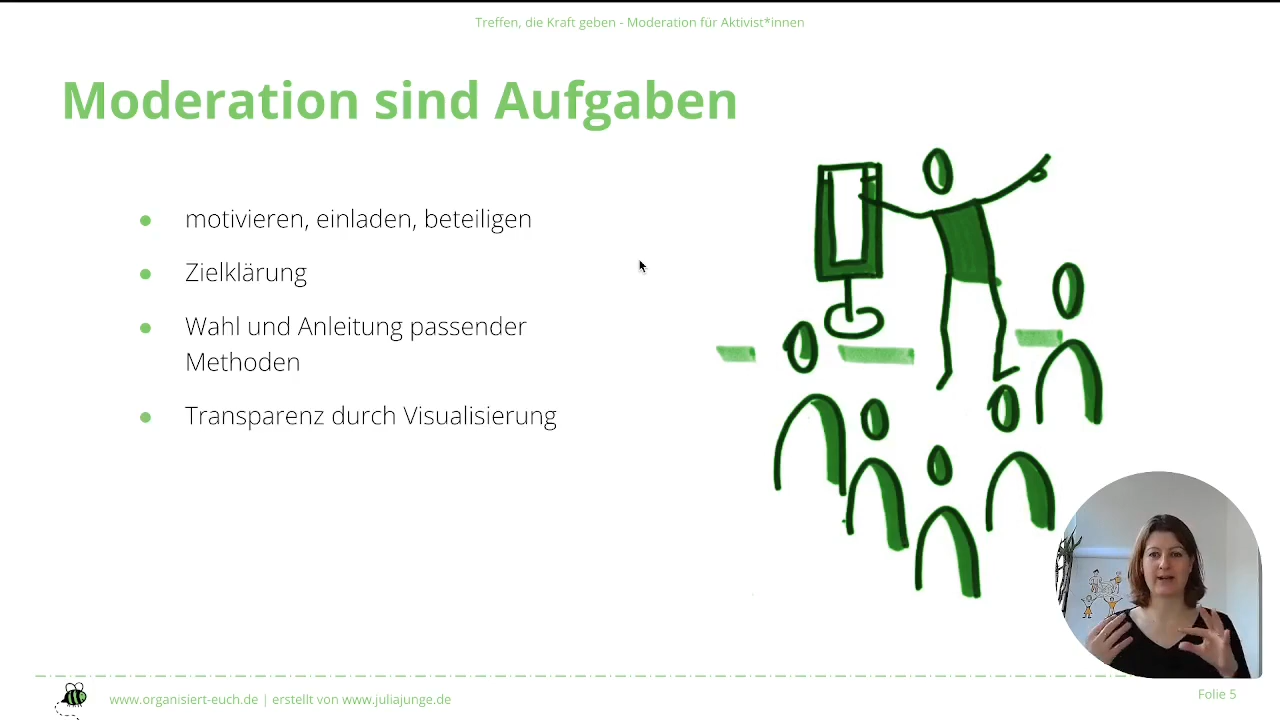 Treffen, die Kraft geben - Moderation für Aktivist*innen
Moderation sind Aufgaben
motivieren, einladen, beteiligen
Zielklärung
Wahl und Anleitung passender
Methoden
Transparenz durch Visualisierung
www.organisiert-euch.de | erstellt von www.juliajunge.de
Folie 5